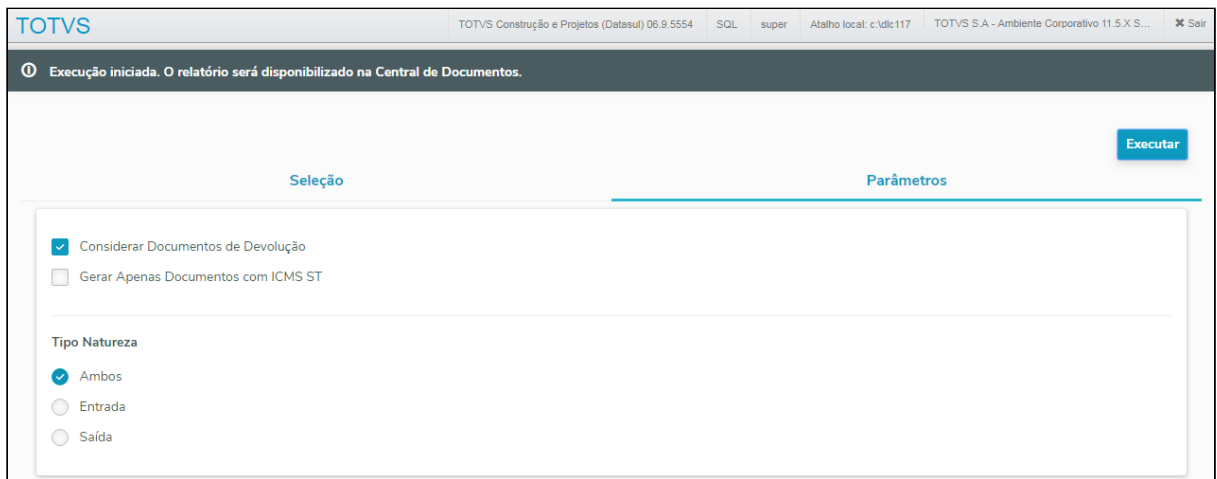 TOTVS
TOTVS Construção e Projetos (Datasul) 06.9.5554 SQL super Atalho local: c:\dlc117 TOTVS S.A - Ambiente Corporativo 11.5.X S... ✖ Sair
Execução iniciada. O relatório será disponibilizado na Central de Documentos.
Executar
Seleção Parâmetros
Considerar Documentos de Devolução
Gerar Apenas Documentos com ICMS ST
Tipo Natureza
Ambos
Entrada
Saída